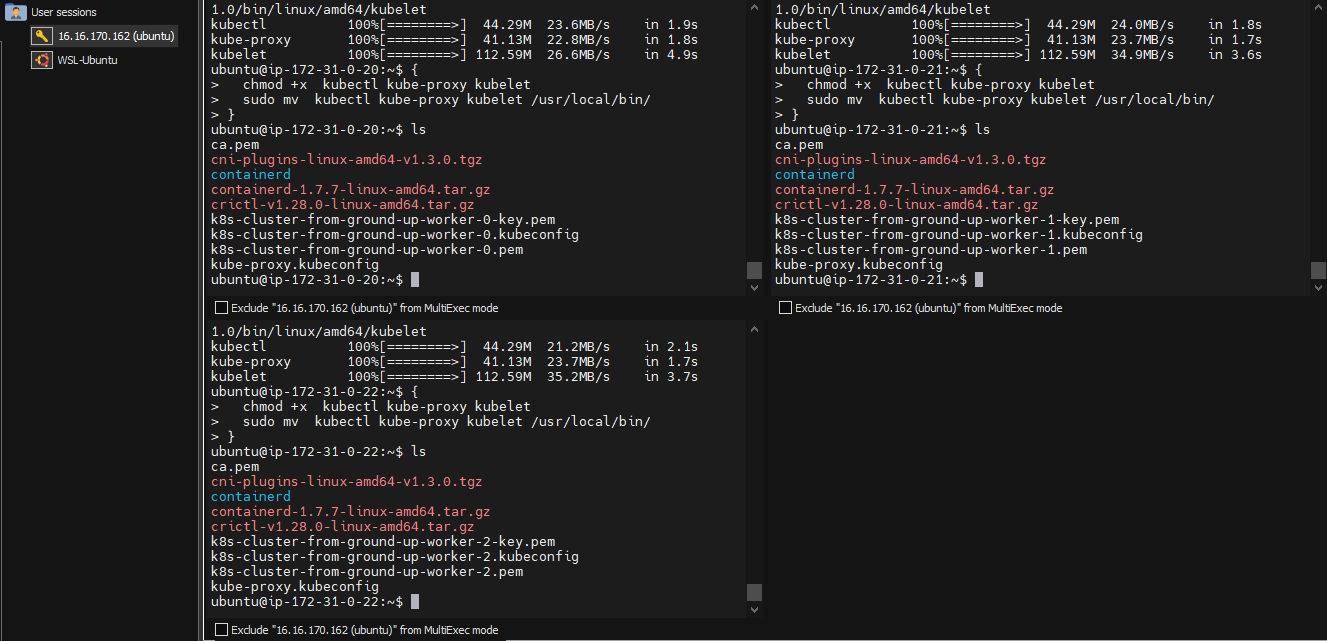 User sessions
16.16.170.162 (ubuntu)
WSL-Ubuntu
1.0/bin/linux/amd64/kubelet
kubectl 100%[========>] 44.29M 23.6MB/s in 1.9s
kube-proxy 100%[========>] 41.13M 22.8MB/s in 1.8s
kubelet 100%[========>] 112.59M 26.6MB/s in 4.9s
ubuntu@ip-172-31-0-20:~$ {
> chmod +x kubectl kube-proxy kubelet
> sudo mv kubectl kube-proxy kubelet /usr/local/bin/
> }
ubuntu@ip-172-31-0-20:~$ ls
ca.pem
cni-plugins-linux-amd64-v1.3.0.tgz
containerd
containerd-1.7.7-linux-amd64.tar.gz
crictl-v1.28.0-linux-amd64.tar.gz
k8s-cluster-from-ground-up-worker-0-key.pem
k8s-cluster-from-ground-up-worker-0.kubeconfig
k8s-cluster-from-ground-up-worker-0.pem
kube-proxy.kubeconfig
ubuntu@ip-172-31-0-20:~$
Exclude "16.16.170.162 (ubuntu)" from MultiExec mode
1.0/bin/linux/amd64/kubelet
kubectl 100%[========>] 44.29M 24.0MB/s in 1.8s
kube-proxy 100%[========>] 41.13M 23.7MB/s in 1.7s
kubelet 100%[========>] 112.59M 34.9MB/s in 3.6s
ubuntu@ip-172-31-0-21:~$ {
> chmod +x kubectl kube-proxy kubelet
> sudo mv kubectl kube-proxy kubelet /usr/local/bin/
> }
ubuntu@ip-172-31-0-21:~$ ls
ca.pem
cni-plugins-linux-amd64-v1.3.0.tgz
containerd
containerd-1.7.7-linux-amd64.tar.gz
crictl-v1.28.0-linux-amd64.tar.gz
k8s-cluster-from-ground-up-worker-1-key.pem
k8s-cluster-from-ground-up-worker-1.kubeconfig
k8s-cluster-from-ground-up-worker-1.pem
kube-proxy.kubeconfig
ubuntu@ip-172-31-0-21:~$
Exclude "16.16.170.162 (ubuntu)" from MultiExec mode
1.0/bin/linux/amd64/kubelet
kubectl 100%[========>] 44.29M 21.2MB/s in 2.1s
kube-proxy 100%[========>] 41.13M 23.7MB/s in 1.7s
kubelet 100%[========>] 112.59M 35.2MB/s in 3.7s
ubuntu@ip-172-31-0-22:~$ {
> chmod +x kubectl kube-proxy kubelet
> sudo mv kubectl kube-proxy kubelet /usr/local/bin/
> }
ubuntu@ip-172-31-0-22:~$ ls
ca.pem
cni-plugins-linux-amd64-v1.3.0.tgz
containerd
containerd-1.7.7-linux-amd64.tar.gz
crictl-v1.28.0-linux-amd64.tar.gz
k8s-cluster-from-ground-up-worker-2-key.pem
k8s-cluster-from-ground-up-worker-2.kubeconfig
k8s-cluster-from-ground-up-worker-2.pem
kube-proxy.kubeconfig
ubuntu@ip-172-31-0-22:~$
Exclude "16.16.170.162 (ubuntu)" from MultiExec mode